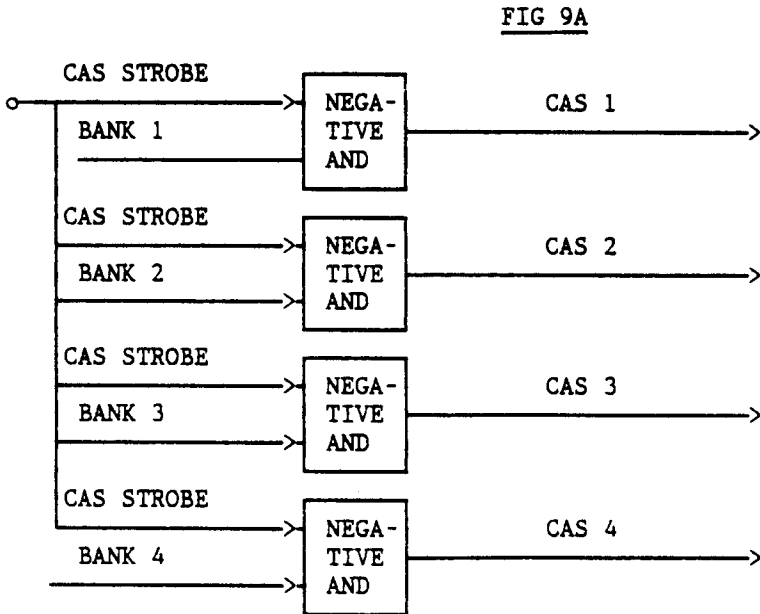 FIG 9A
CAS STROBE
BANK 1
NEGA-
TIVE
AND
CAS 1
CAS STROBE
BANK 2
NEGA-
TIVE
AND
CAS 2
CAS STROBE
BANK 3
NEGA-
TIVE
AND
CAS 3
CAS STROBE
BANK 4
NEGA-
TIVE
AND
CAS 4